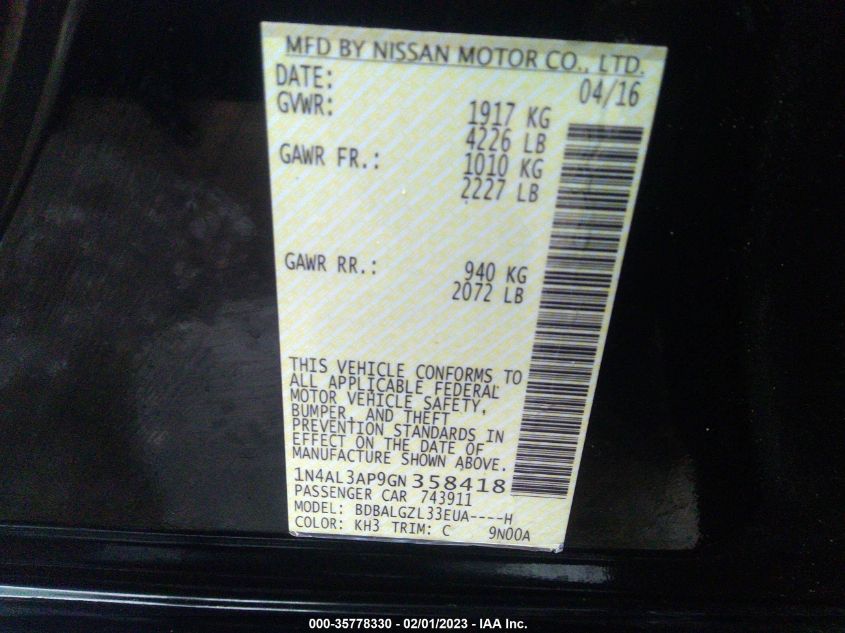 MFD BY NISSAN MOTOR CO., LTD.
DATE: 04/16
GVWR: 1917 KG
4226 LB
GAWR FR.: 1010 KG
2227 LB
GAWR RR.: 940 KG
2072 LB
THIS VEHICLE CONFORMS TO
ALL APPLICABLE FEDERAL
MOTOR VEHICLE SAFETY,
BUMPER, AND THEFT
PREVENTION STANDARDS IN
EFFECT ON THE DATE OF
MANUFACTURE SHOWN ABOVE.
1N4AL3AP9GN358418
PASSENGER CAR 743911
MODEL: BDBALGZL33EUA----H
COLOR: KH3 TRIM: C 9N00A
000-35778330 - 02/01/2023 - IAA Inc.